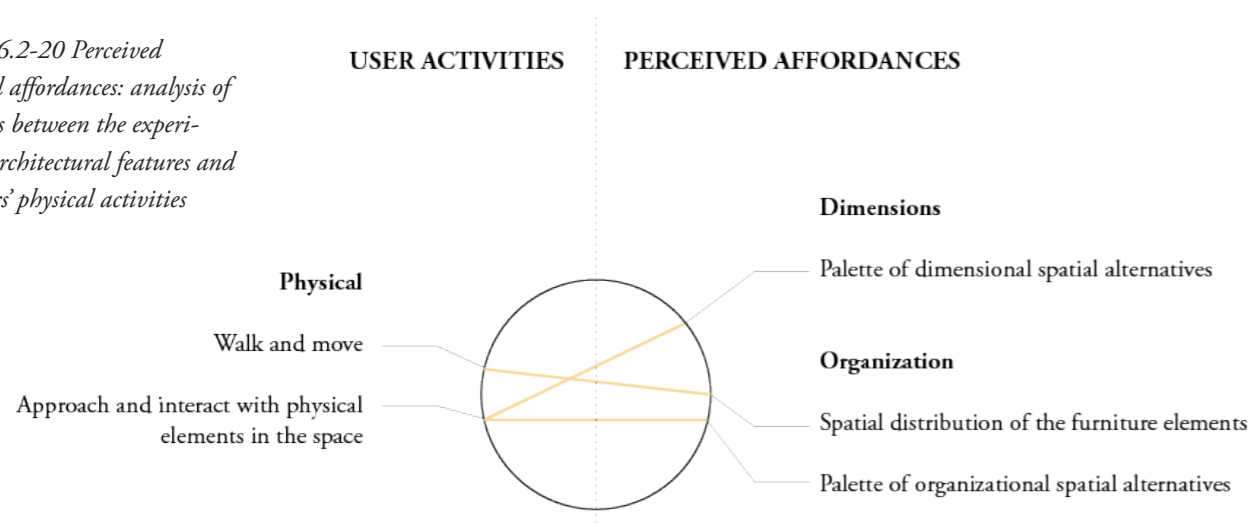 6.2-20 Perceived
affordances: analysis of
between the experi-
architectural features and
physical activities
USER ACTIVITIES
PERCEIVED AFFORDANCES
Physical
Walk and move
Approach and interact with physical
elements in the space
Dimensions
Palette of dimensional spatial alternatives
Organization
Spatial distribution of the furniture elements
Palette of organizational spatial alternatives